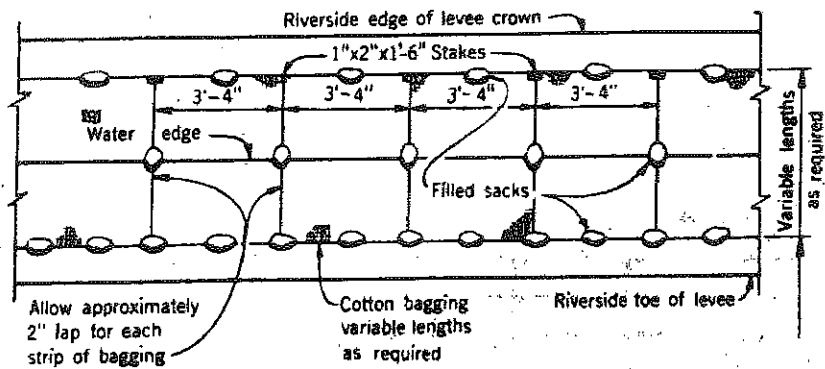 Riverside edge of levee crown
1"x2"x1'-6" Stakes
3'-4"
3'-4"
3'-4"
3'-4"
Water edge
Filled sacks
Variable lengths
as required
Allow approximately
2" lap for each
strip of bagging
Cotton bagging
variable lengths
as required
Riverside toe of levee